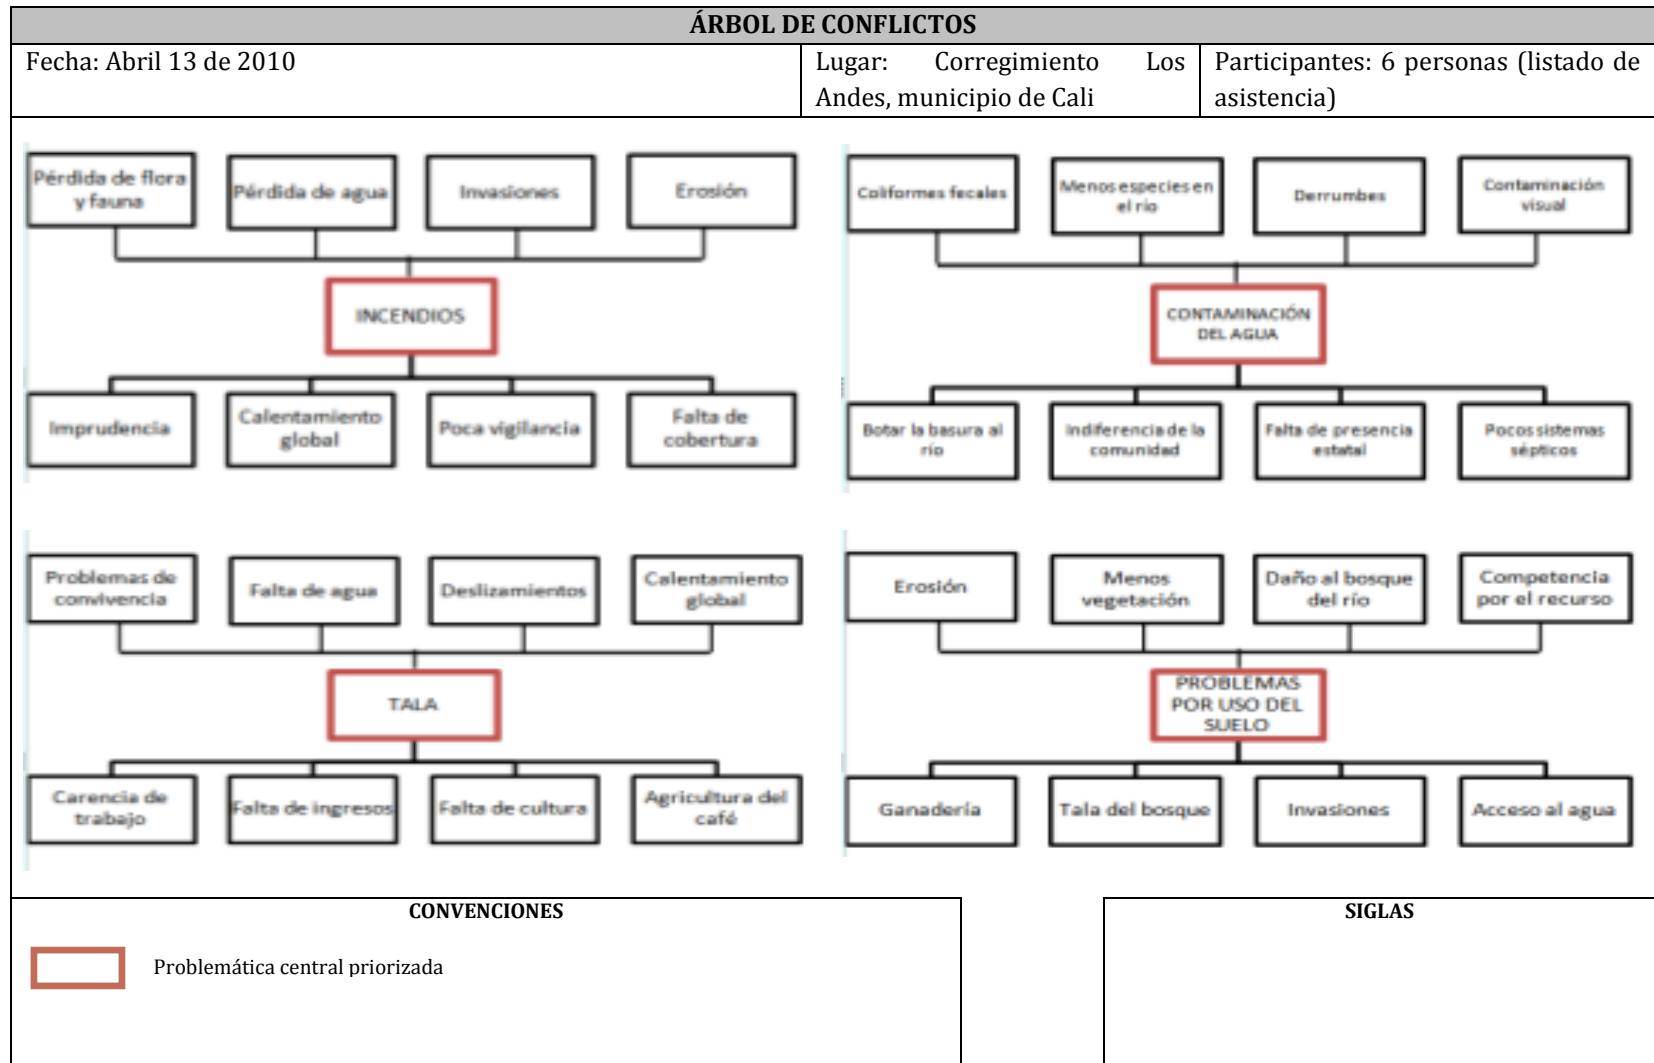 ÁRBOL DE CONFLICTOS
Fecha: Abril 13 de 2010
Lugar: Corregimiento Los
Andes, municipio de Cali
Participantes: 6 personas (listado de
asistencia)
Pérdida de flora
y fauna
Pérdida de agua
Invasiones
Erosión
INCENDIOS
Imprudencia
Calentamiento
global
Poca vigilancia
Falta de
cobertura
Coliformes fecales
Menos especies en
el río
Derrumbes
Contaminación
visual
CONTAMINACIÓN
DEL AGUA
Botar la basura al
río
Indiferencia de la
comunidad
Falta de presencia
estatal
Pocos sistemas
sépticos
Problemas de
convivencia
Falta de agua
Deslizamientos
Calentamiento
global
TALA
Carencia de
trabajo
Falta de ingresos
Falta de cultura
Agricultura del
café
Erosión
Menos
vegetación
Daño al bosque
del río
Competencia
por el recurso
PROBLEMAS
POR USO DEL
SUELO
Ganadería
Tala del bosque
Invasiones
Acceso al agua
CONVENCIONES
Problemática central priorizada
SIGLAS